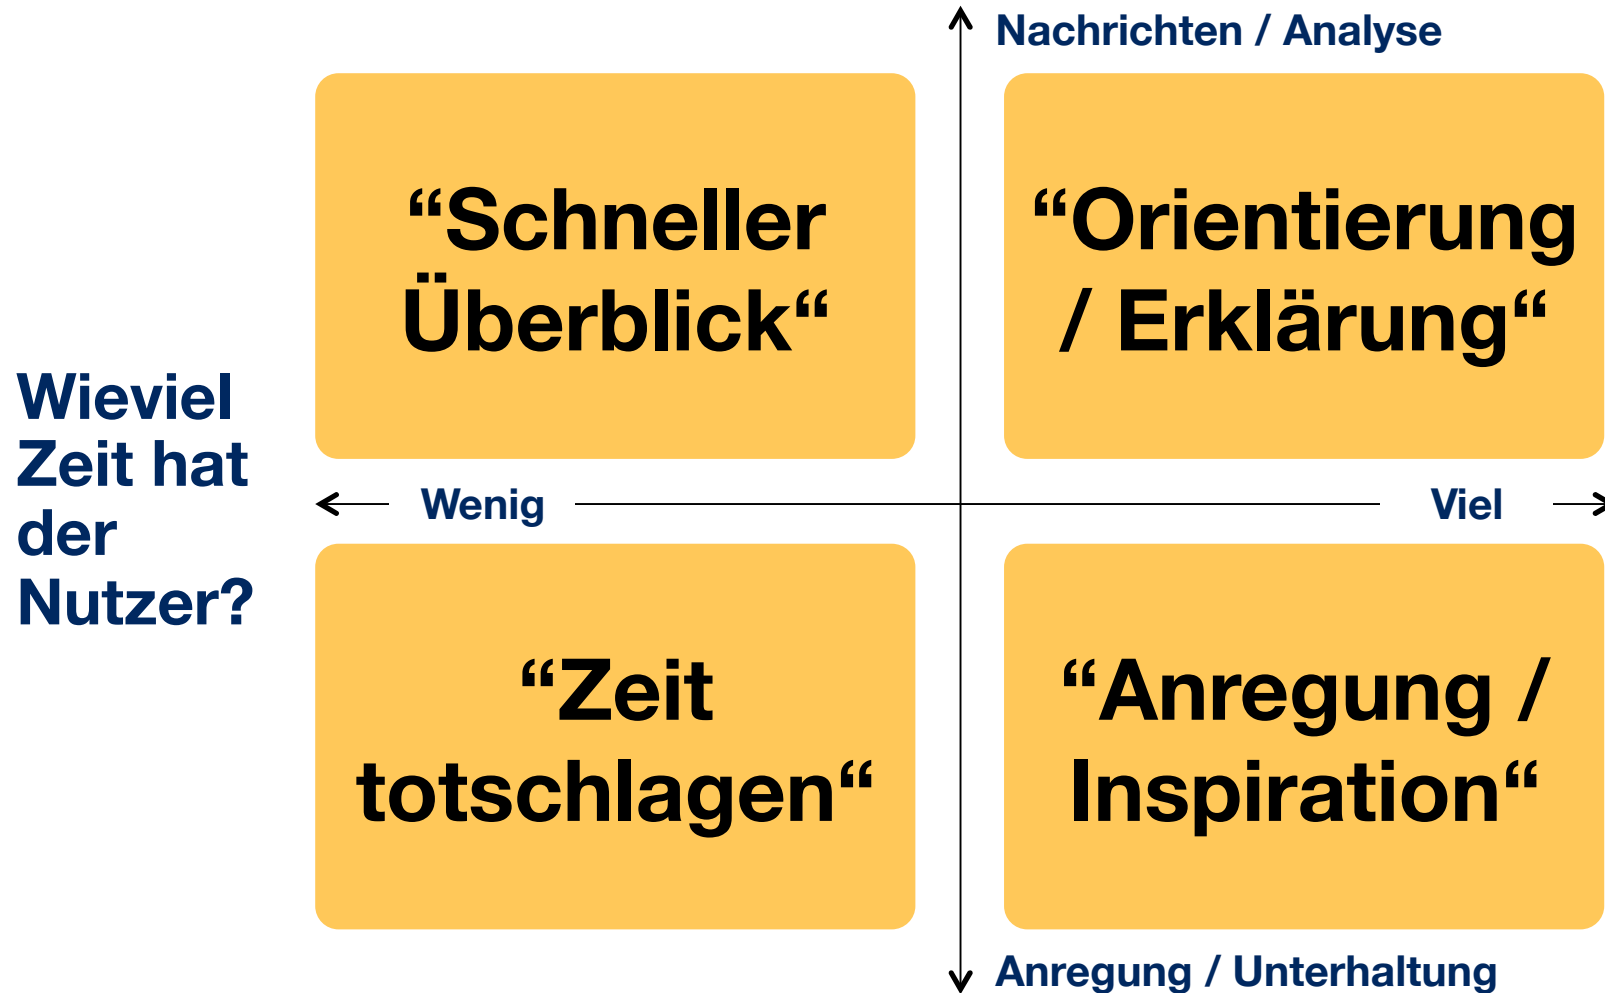 Nachrichten / Analyse
“Schneller
Überblick“
“Orientierung
/ Erklärung“
Wieviel
Zeit hat
der
Nutzer?
Wenig
Viel
“Zeit
totschlagen“
“Anregung /
Inspiration“
Anregung / Unterhaltung